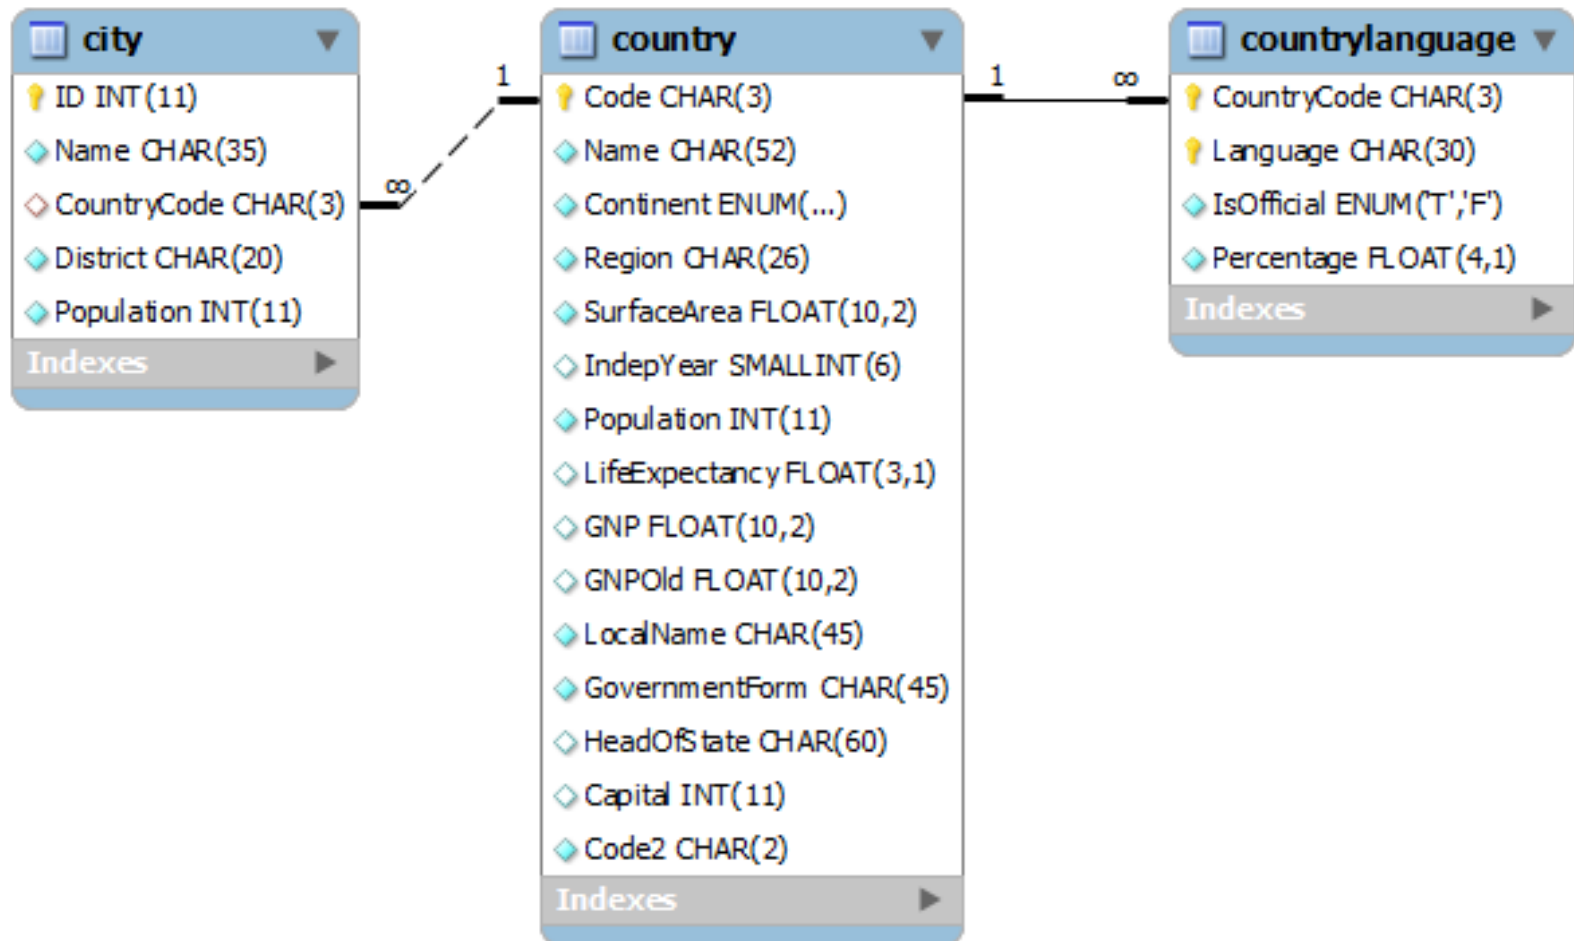 city
ID INT(11)
Name CHAR(35)
CountryCode CHAR(3)
District CHAR(20)
Population INT(11)
Indexes
1
∞
country
Code CHAR(3)
Name CHAR(52)
Continent ENUM(...)
Region CHAR(26)
SurfaceArea FLOAT(10,2)
IndepYear SMALLINT(6)
Population INT(11)
LifeExpectancy FLOAT(3,1)
GNP FLOAT(10,2)
GNPOld FLOAT(10,2)
LocalName CHAR(45)
GovernmentForm CHAR(45)
HeadOfState CHAR(60)
Capital INT(11)
Code2 CHAR(2)
Indexes
1
∞
countrylanguage
CountryCode CHAR(3)
Language CHAR(30)
IsOfficial ENUM('T','F')
Percentage FLOAT(4,1)
Indexes